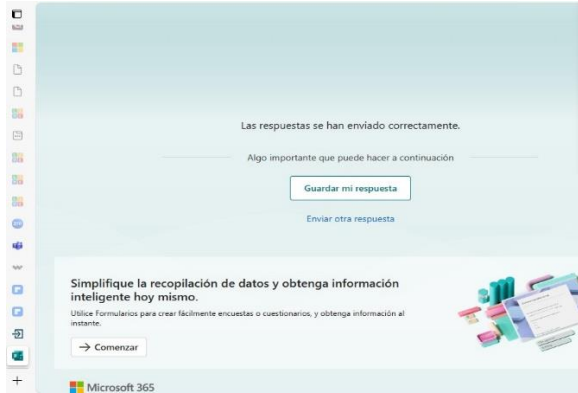 Las respuestas se han enviado correctamente.
Algo importante que puede hacer a continuación
Guardar mi respuesta
Enviar otra respuesta
Simplifique la recopilación de datos y obtenga información
inteligente hoy mismo.
Utilice Formularios para crear fácilmente encuestas o cuestionarios, y obtenga información al
instante.
→ Comenzar
Microsoft 365